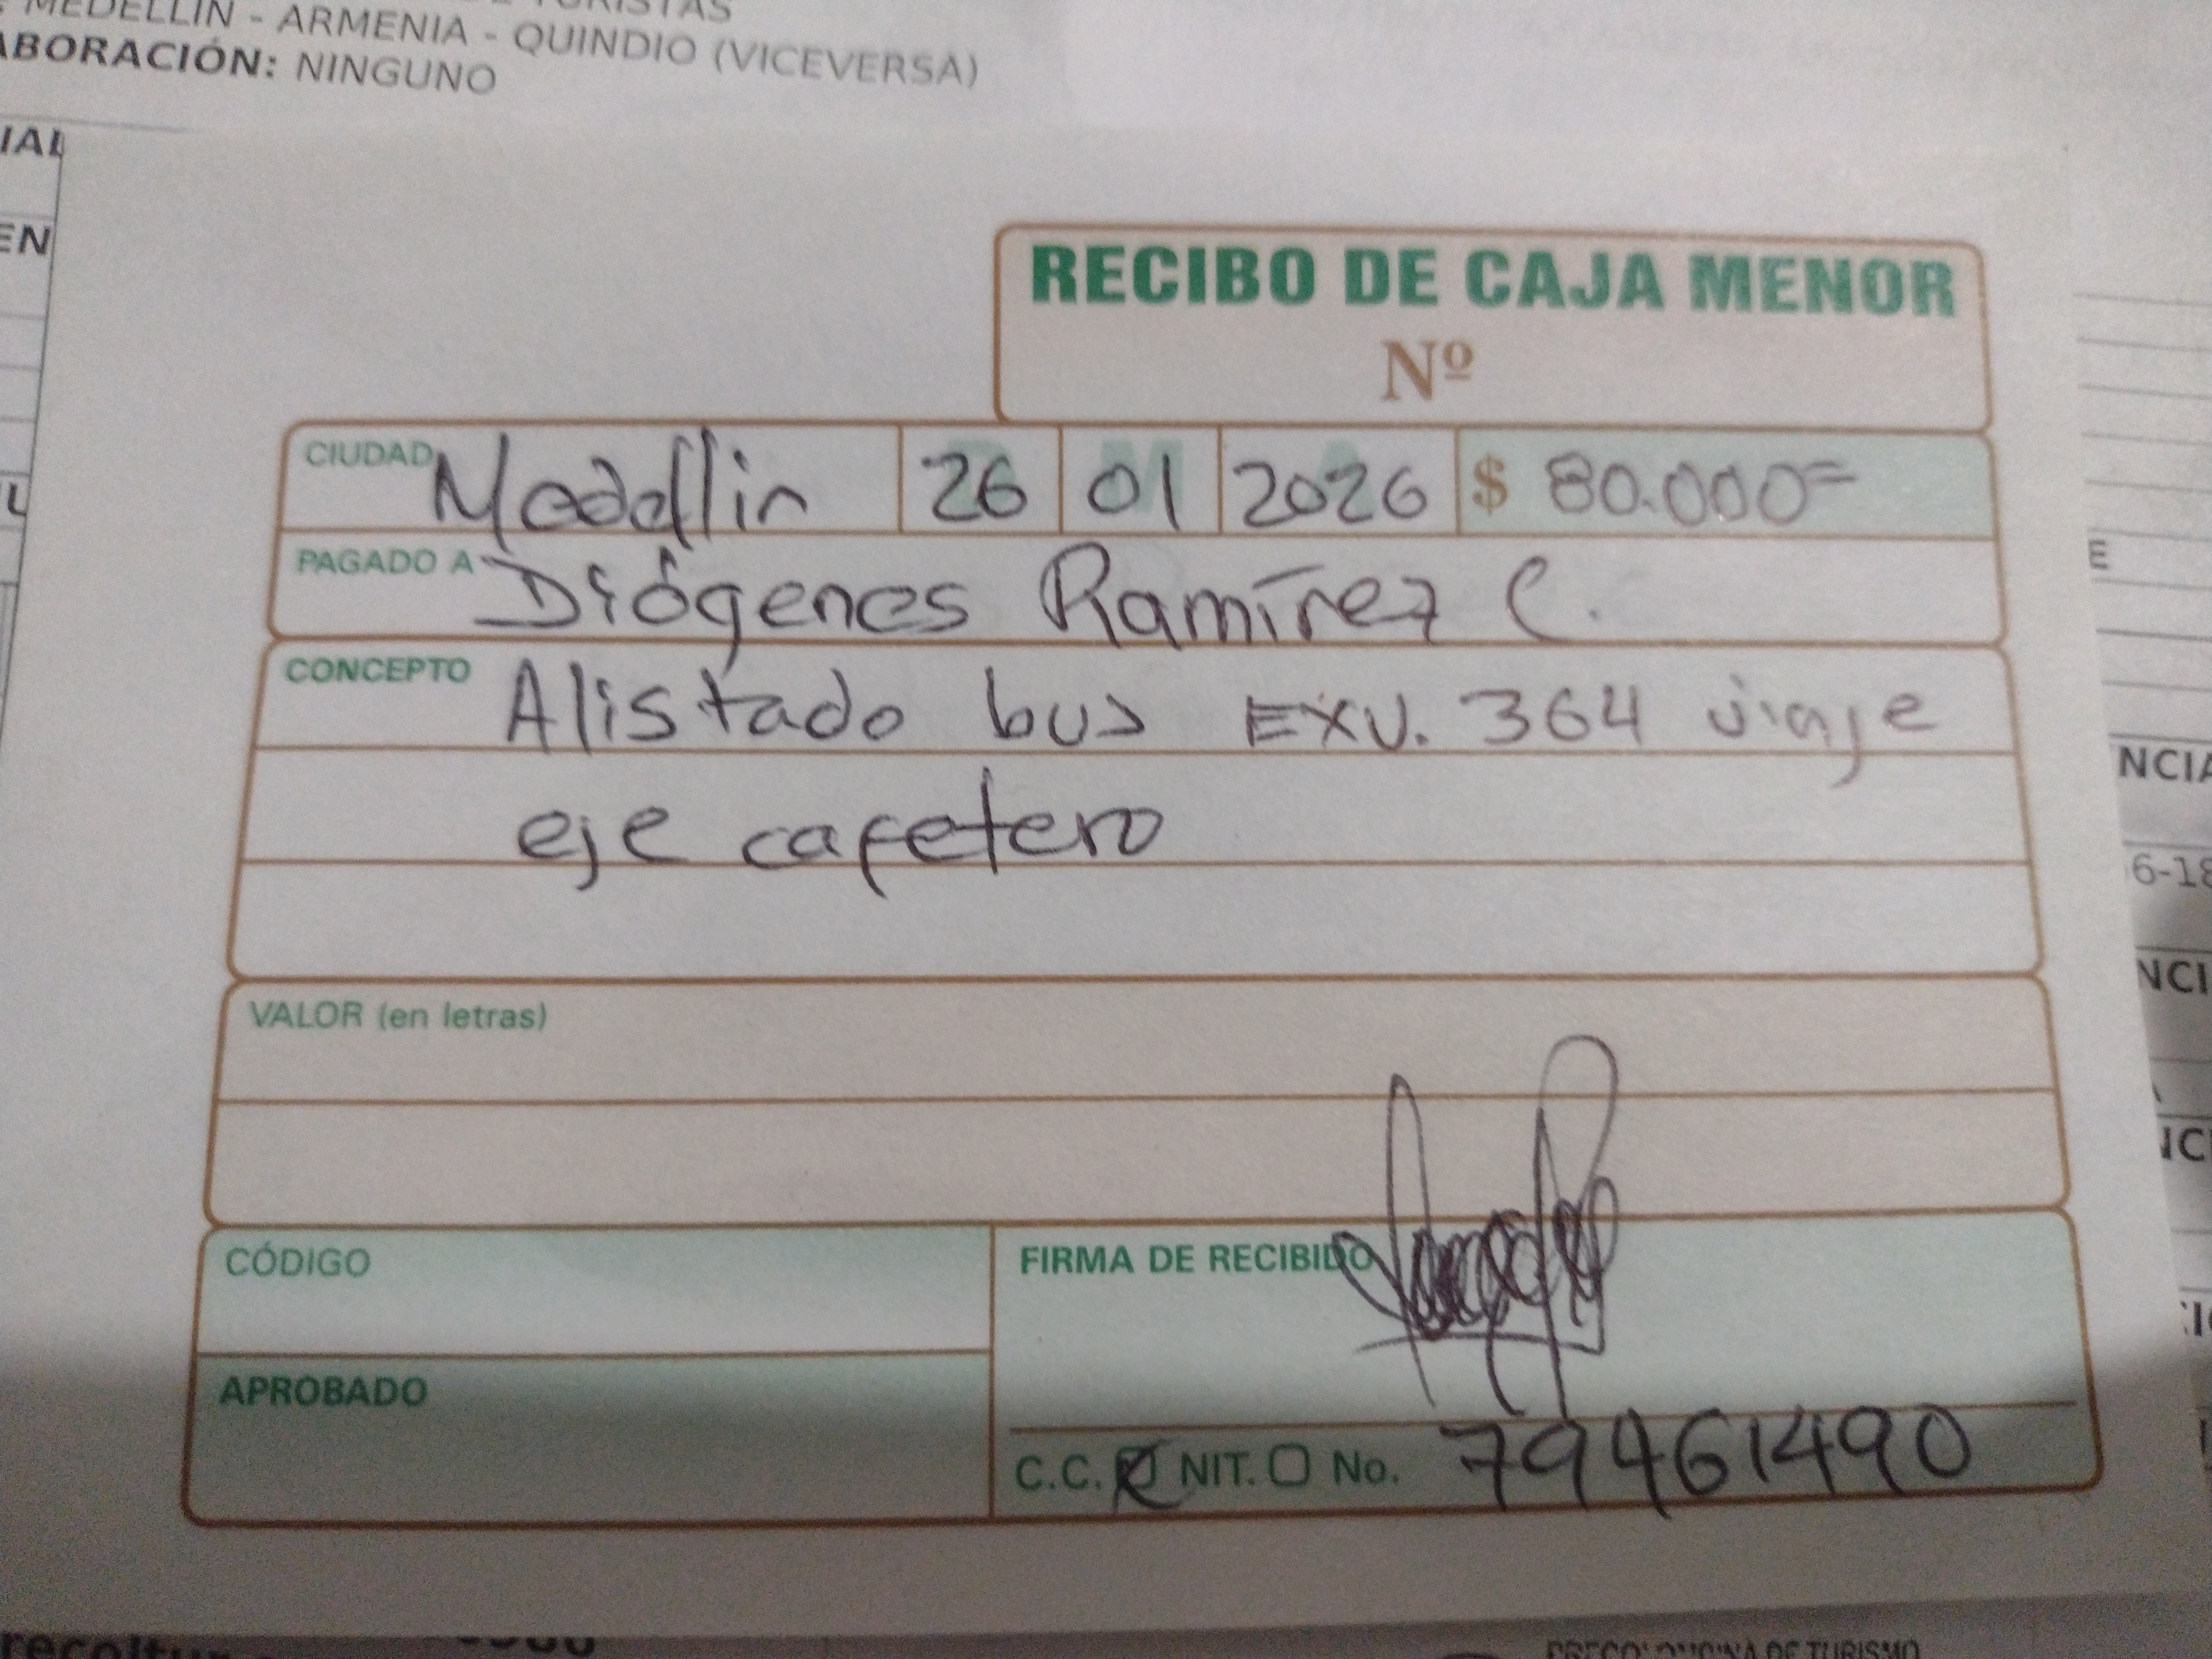 MEDELLIN - ARMENIA - QUINDIO (VICEVERSA)
ABORACIÓN: NINGUNO
RECIBO DE CAJA MENOR
Nº
CIUDAD Medellin 26 01 2026 $ 80.000=
PAGADO A Diógenes Ramírez C.
CONCEPTO Alistado bus EXU. 364 viaje
eje cafetero
VALOR (en letras)
CÓDIGO
FIRMA DE RECIBIDO
APROBADO
C.C. NIT. No. 79461490